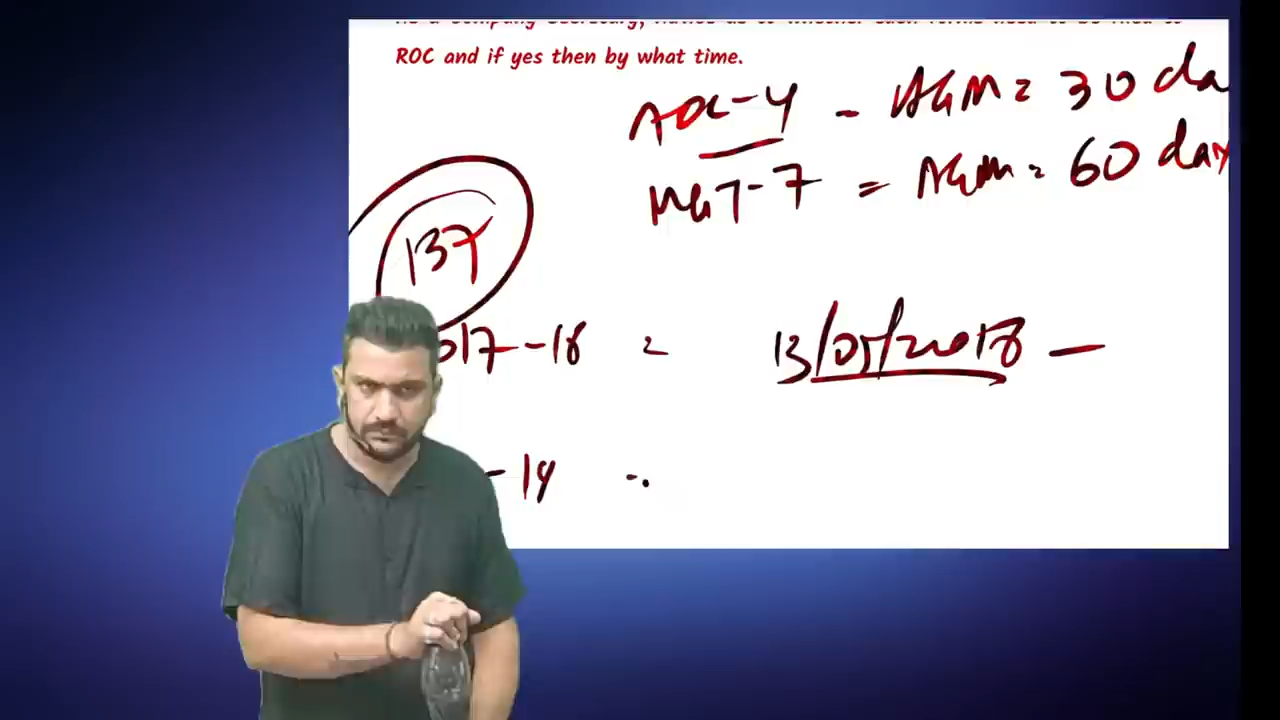 ROC and if yes then by what time.
AOC-4 - AGM = 30 da
MGT-7 = AGM = 60 day
137
017-18 = 13/05/2018 -
- 19